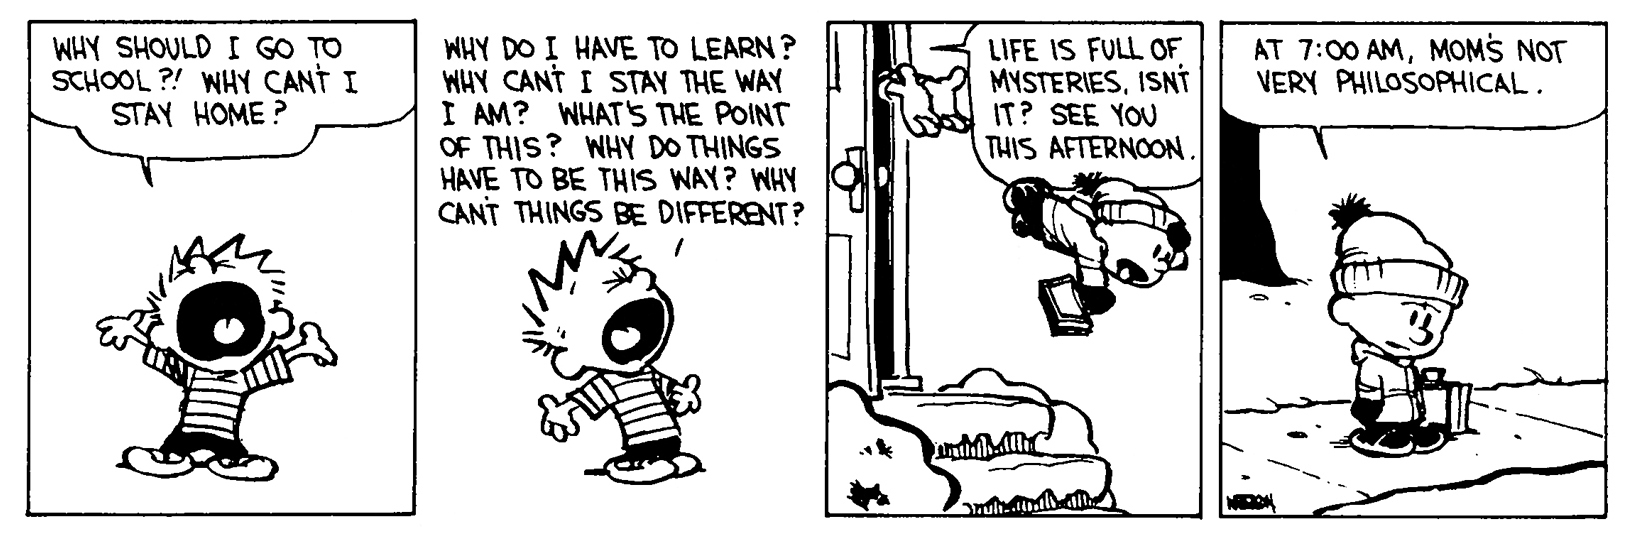 WHY SHOULD I GO TO
SCHOOL?! WHY CAN'T I
STAY HOME?
WHY DO I HAVE TO LEARN?
WHY CAN'T I STAY THE WAY
I AM? WHAT'S THE POINT
OF THIS? WHY DO THINGS
HAVE TO BE THIS WAY? WHY
CAN'T THINGS BE DIFFERENT?
LIFE IS FULL OF
MYSTERIES, ISN'T
IT? SEE YOU
THIS AFTERNOON.
AT 7:00 AM, MOM'S NOT
VERY PHILOSOPHICAL.